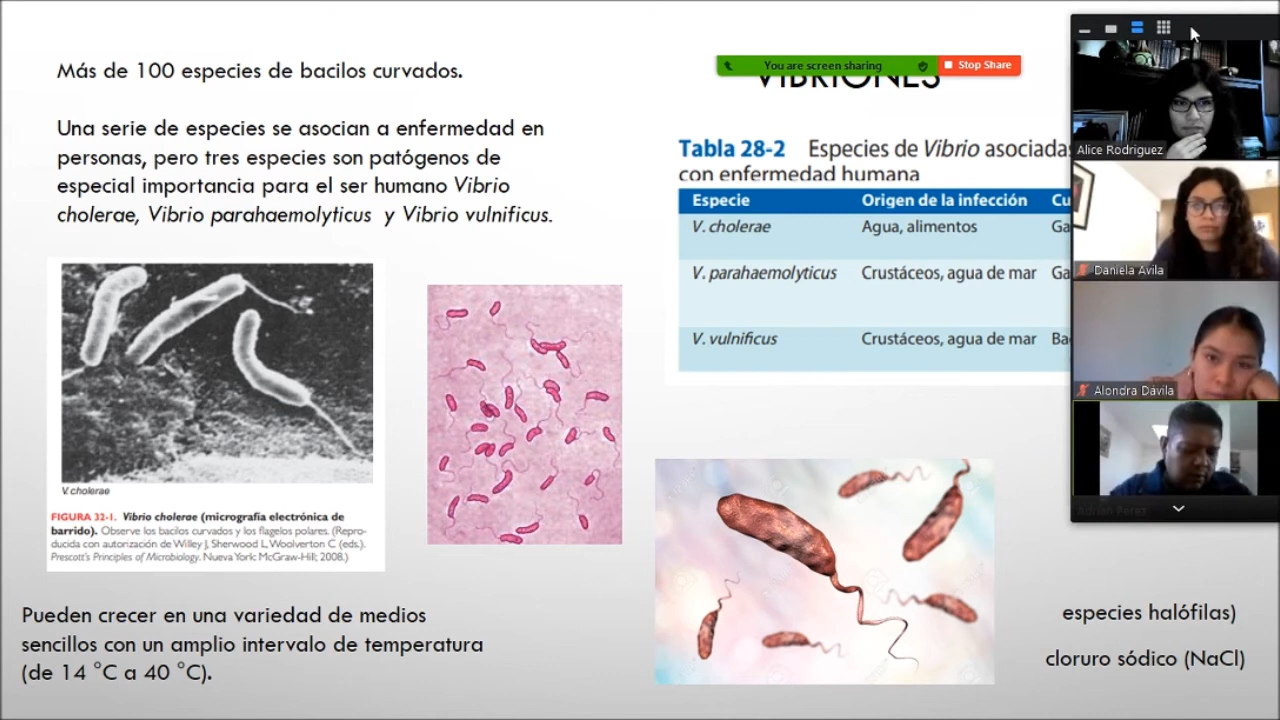 Más de 100 especies de bacilos curvados.
Una serie de especies se asocian a enfermedad en
personas, pero tres especies son patógenos de
especial importancia para el ser humano Vibrio
cholerae, Vibrio parahaemolyticus y Vibrio vulnificus.
You are screen sharing
Stop Share
VIBRIONES
Tabla 28-2 Especies de Vibrio asociadas
con enfermedad humana
Especie Origen de la infección Cu
V. cholerae Agua, alimentos Ga
V. parahaemolyticus Crustáceos, agua de mar Ga
V. vulnificus Crustáceos, agua de mar Ba
Alice Rodriguez
Daniela Avila
Alondra Dávila
Adrian Perez
V. cholerae
FIGURA 32-1. Vibrio cholerae (micrografía electrónica de
barrido). Observe los bacilos curvados y los flagelos polares. (Repro-
ducida con autorización de Willey J, Sherwood L, Woolverton C (eds.).
Prescott's Principles of Microbiology. Nueva York: McGraw-Hill; 2008.)
Pueden crecer en una variedad de medios
sencillos con un amplio intervalo de temperatura
(de 14 °C a 40 °C).
especies halófilas)
cloruro sódico (NaCl)